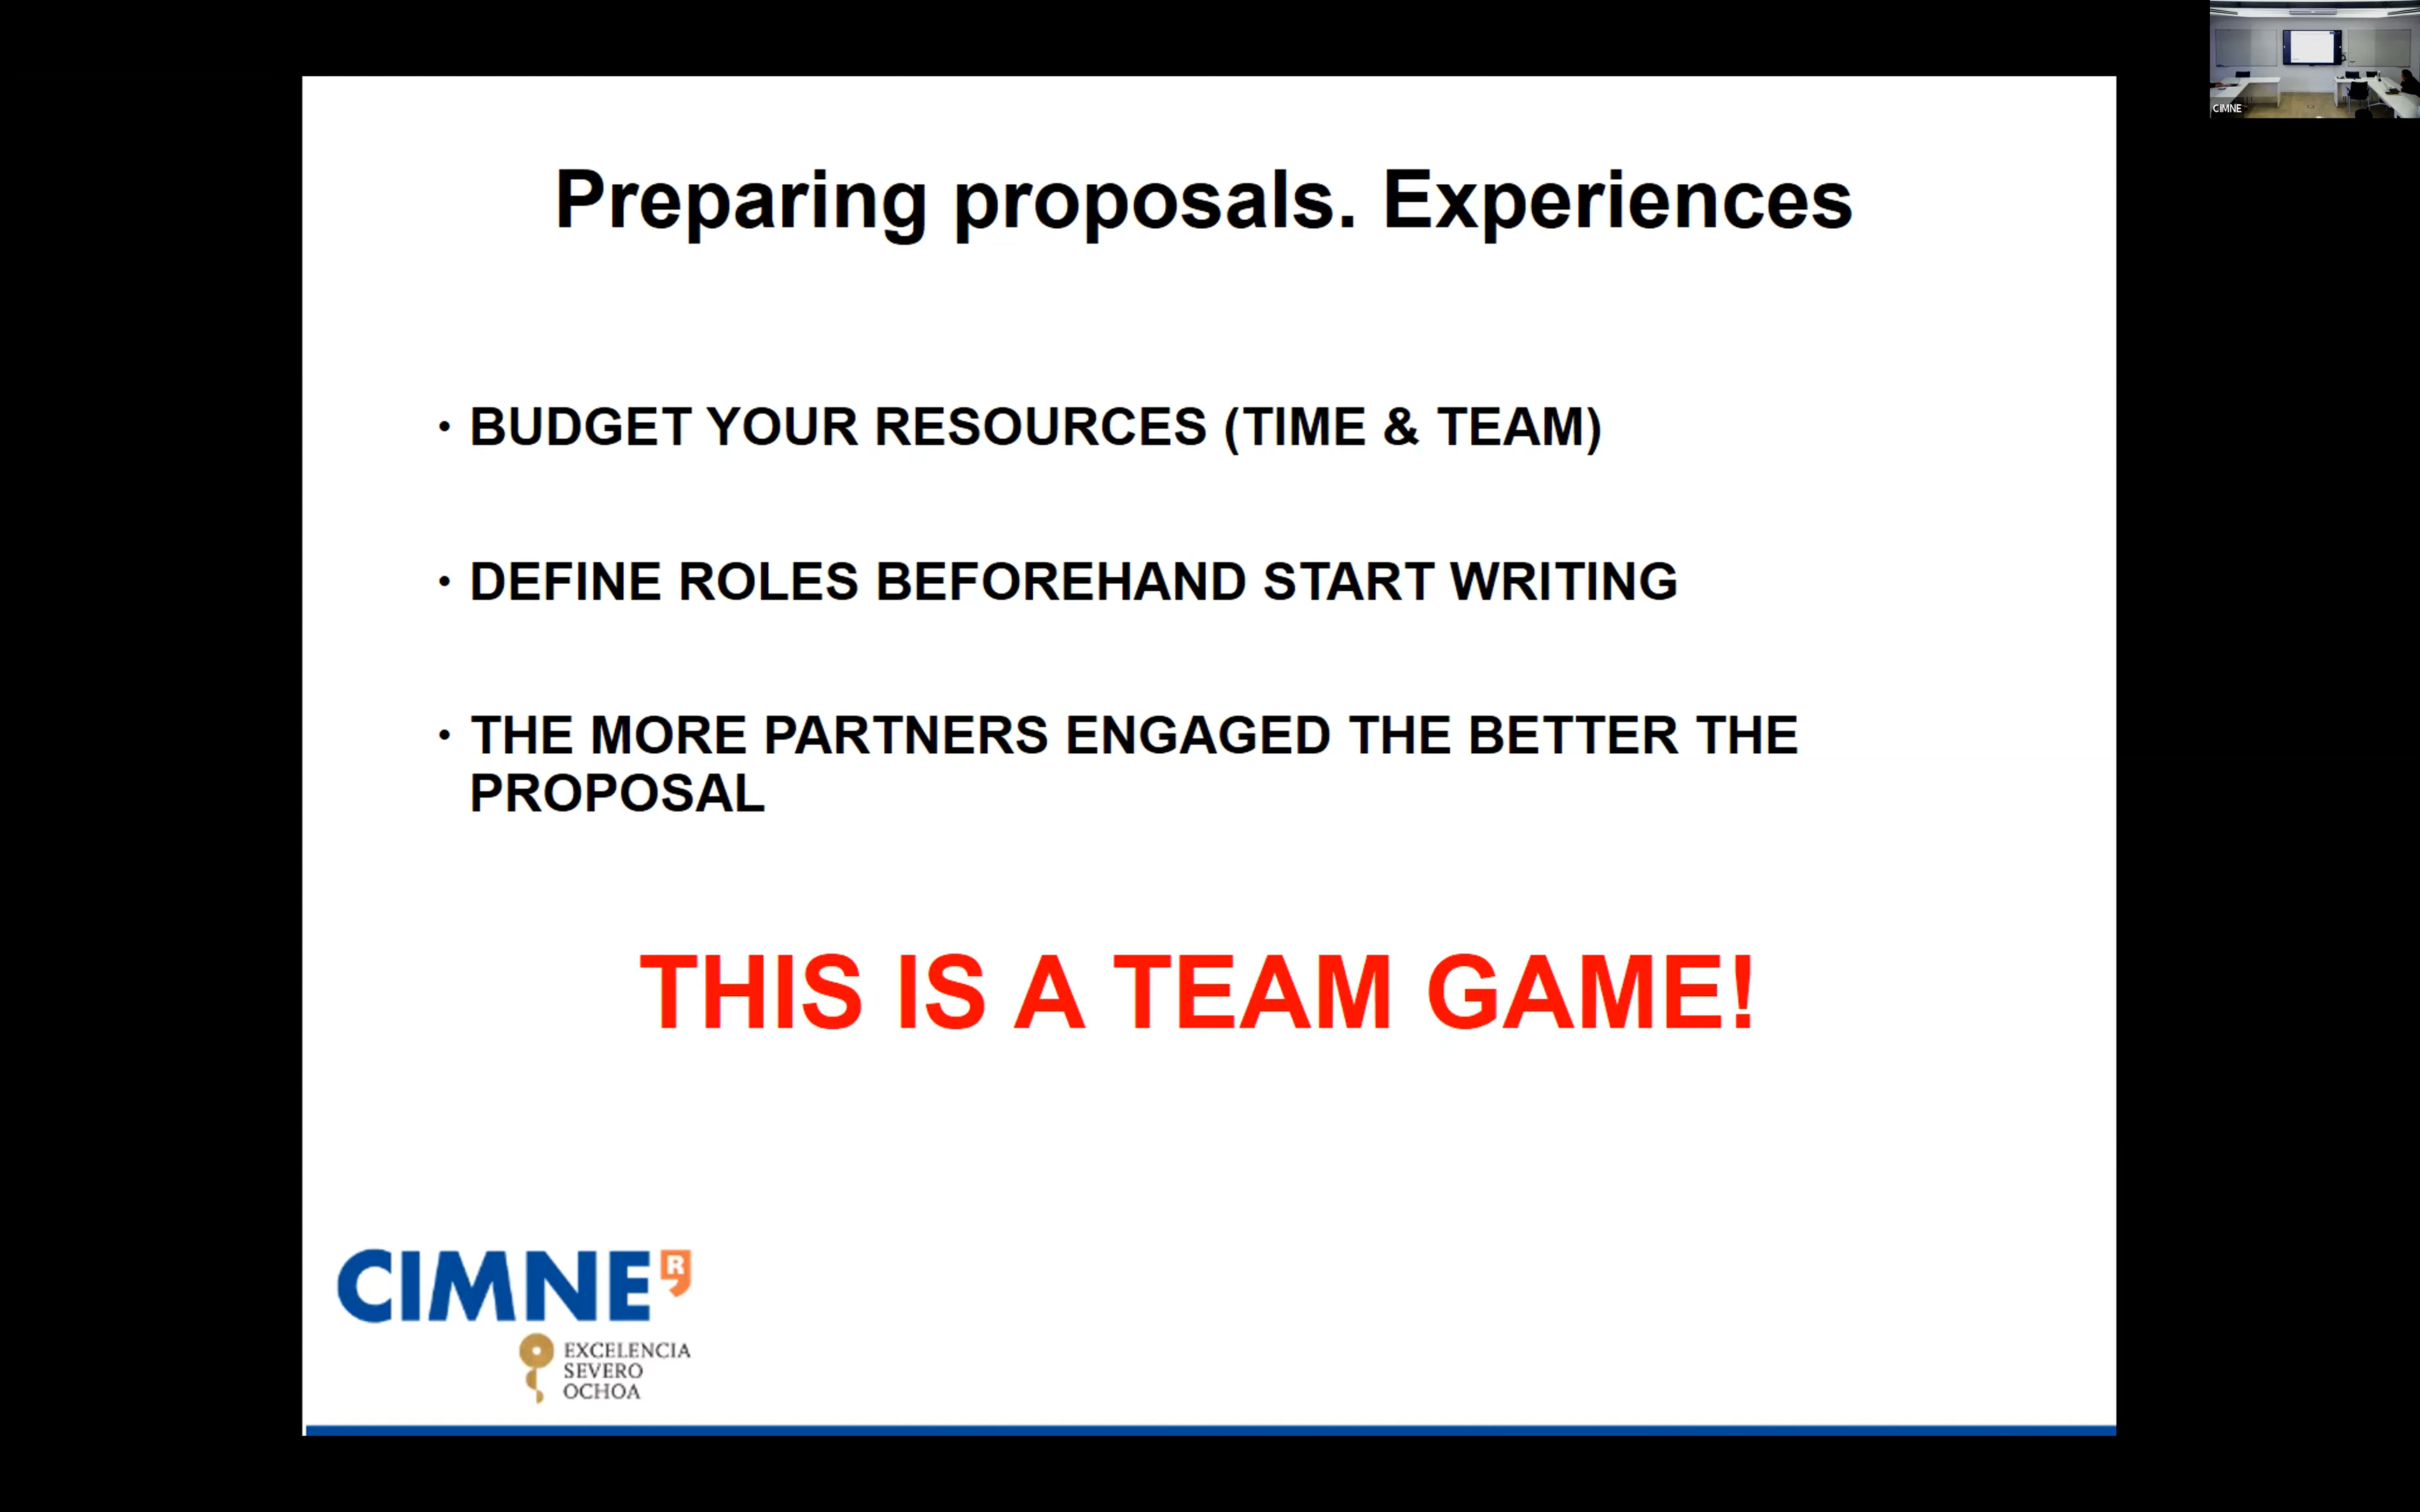 Preparing proposals. Experiences
• BUDGET YOUR RESOURCES (TIME & TEAM)
• DEFINE ROLES BEFOREHAND START WRITING
• THE MORE PARTNERS ENGAGED THE BETTER THE
PROPOSAL
THIS IS A TEAM GAME!
CIMNE R
EXCELENCIA
SEVERO
OCHOA
CIMNE